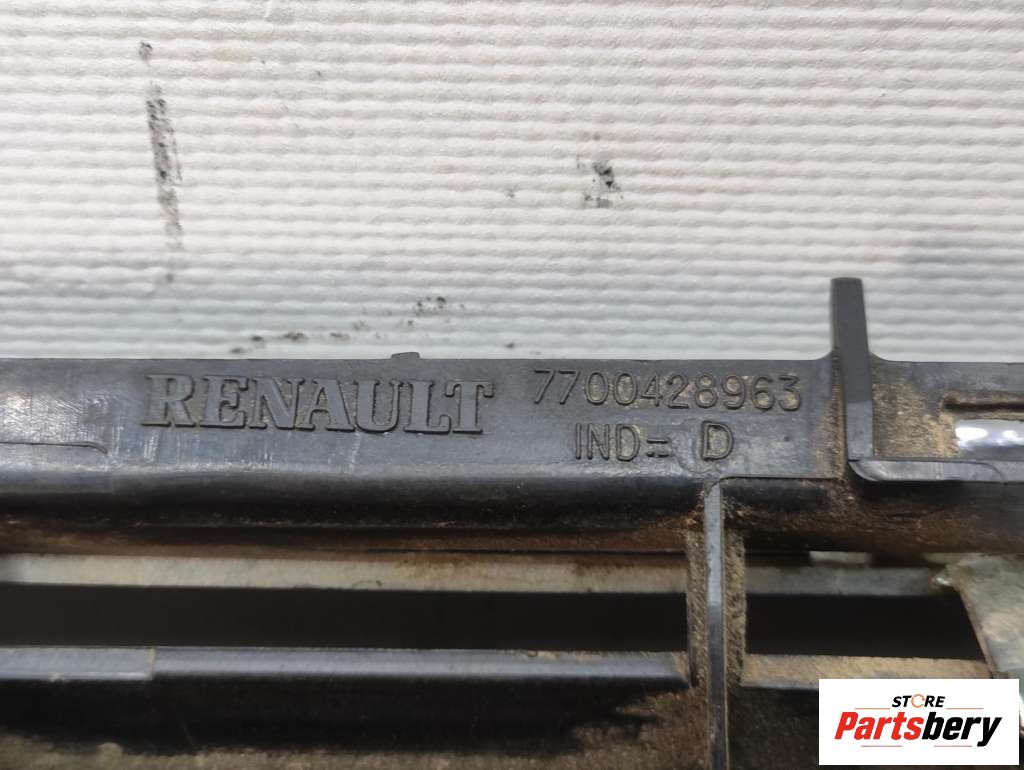 RENAULT 7700428963
IND= D
STORE
Partsbery